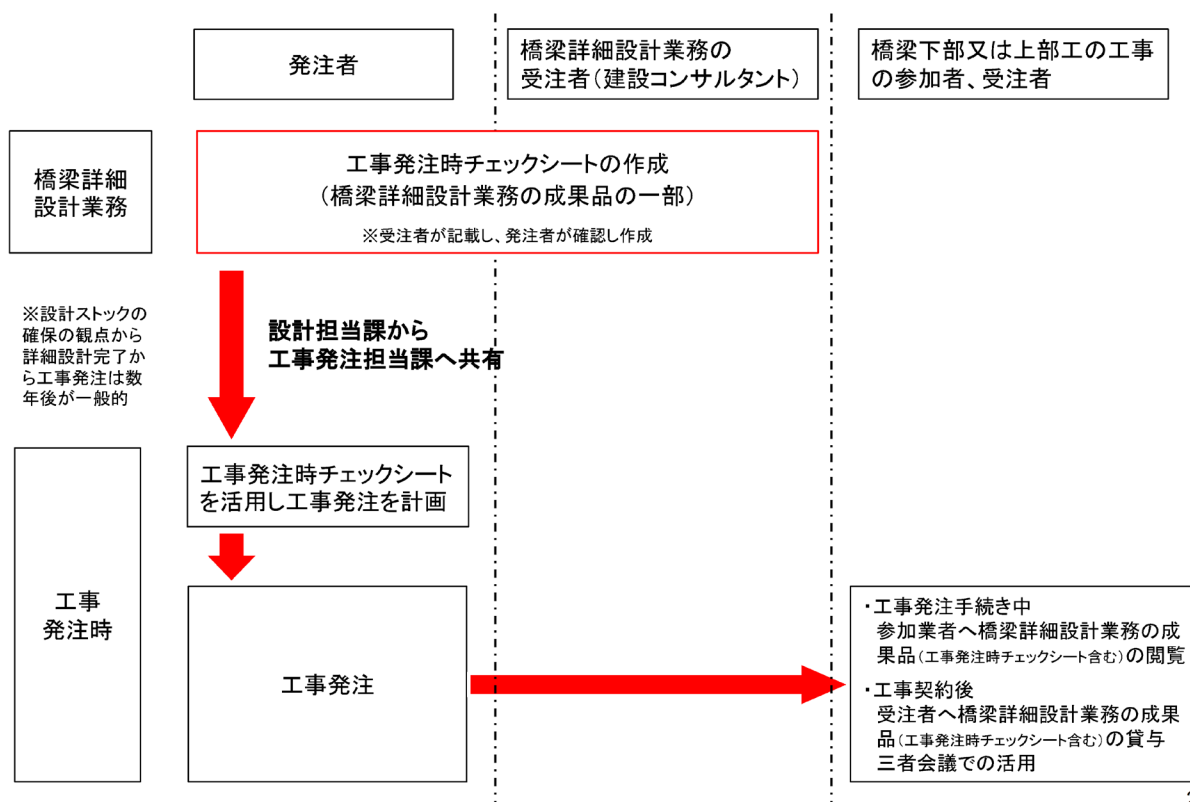 発注者
橋梁詳細設計業務の
受注者(建設コンサルタント)
橋梁下部又は上部工の工事
の参加者、受注者
橋梁詳細
設計業務
工事発注時チェックシートの作成
(橋梁詳細設計業務の成果品の一部)
※受注者が記載し、発注者が確認し作成
※設計ストックの
確保の観点から
詳細設計完了か
ら工事発注は数
年後が一般的
設計担当課から
工事発注担当課へ共有
工事
発注時
工事発注時チェックシート
を活用し工事発注を計画
工事発注
・工事発注手続き中
参加業者へ橋梁詳細設計業務の成
果品(工事発注時チェックシート含む)の閲覧
・工事契約後
受注者へ橋梁詳細設計業務の成果
品(工事発注時チェックシート含む)の貸与
三者会議での活用